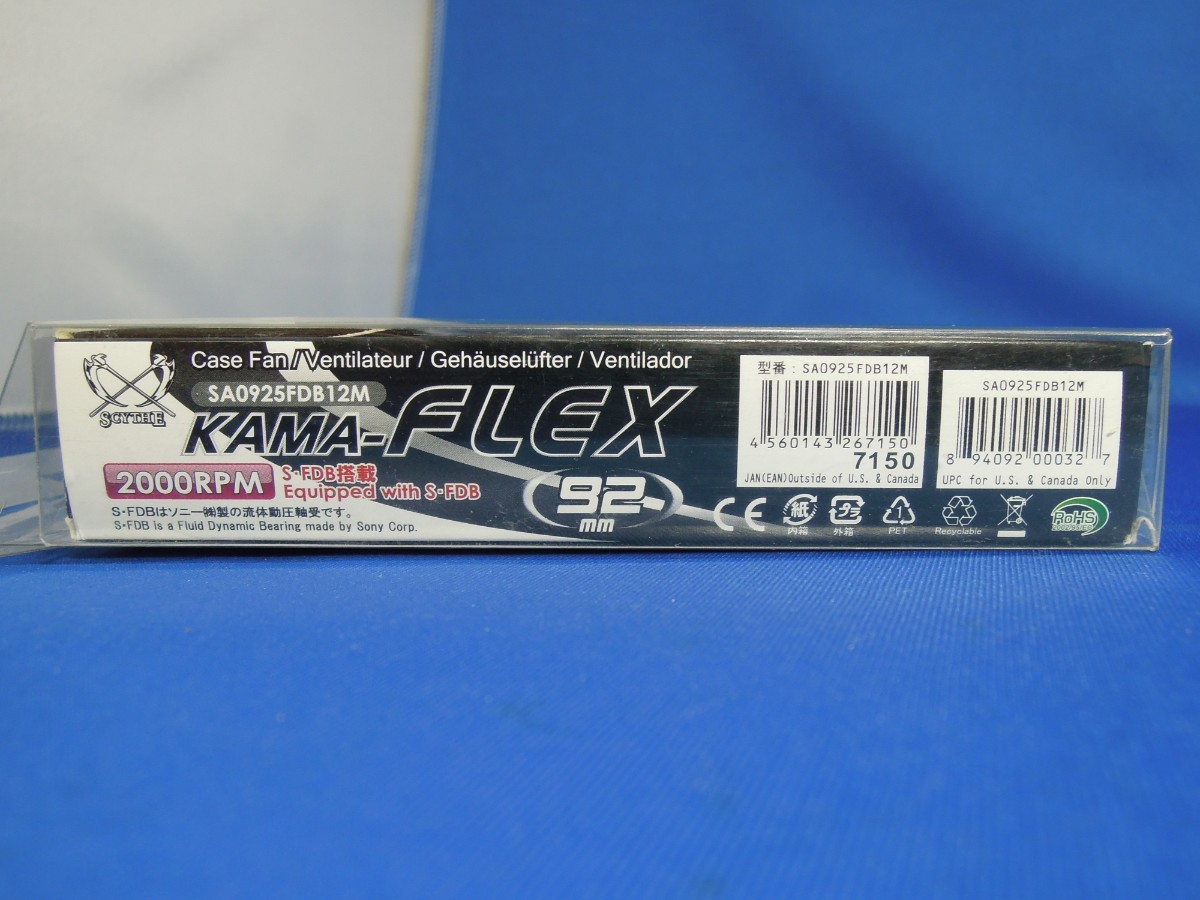 Case Fan/Ventilateur / Gehäuselüfter / Ventilador
SCYTHE
SA0925FDB12M
KAMA-FLEX
2000RPM
S・FDB搭載
Equipped with S・FDB
S・FDBはソニー㈱製の流体動圧軸受です。
S・FDB is a Fluid Dynamic Bearing made by Sony Corp.
92
mm
型番：SA0925FDB12M
4 560143 267150
7150
JAN(EAN)Outside of U.S. & Canada
SA0925FDB12M
8 94092 00032 7
UPC for U.S. & Canada Only
CE
紙
内箱
プラ
外箱
1
PET
Recyclable
RoHS